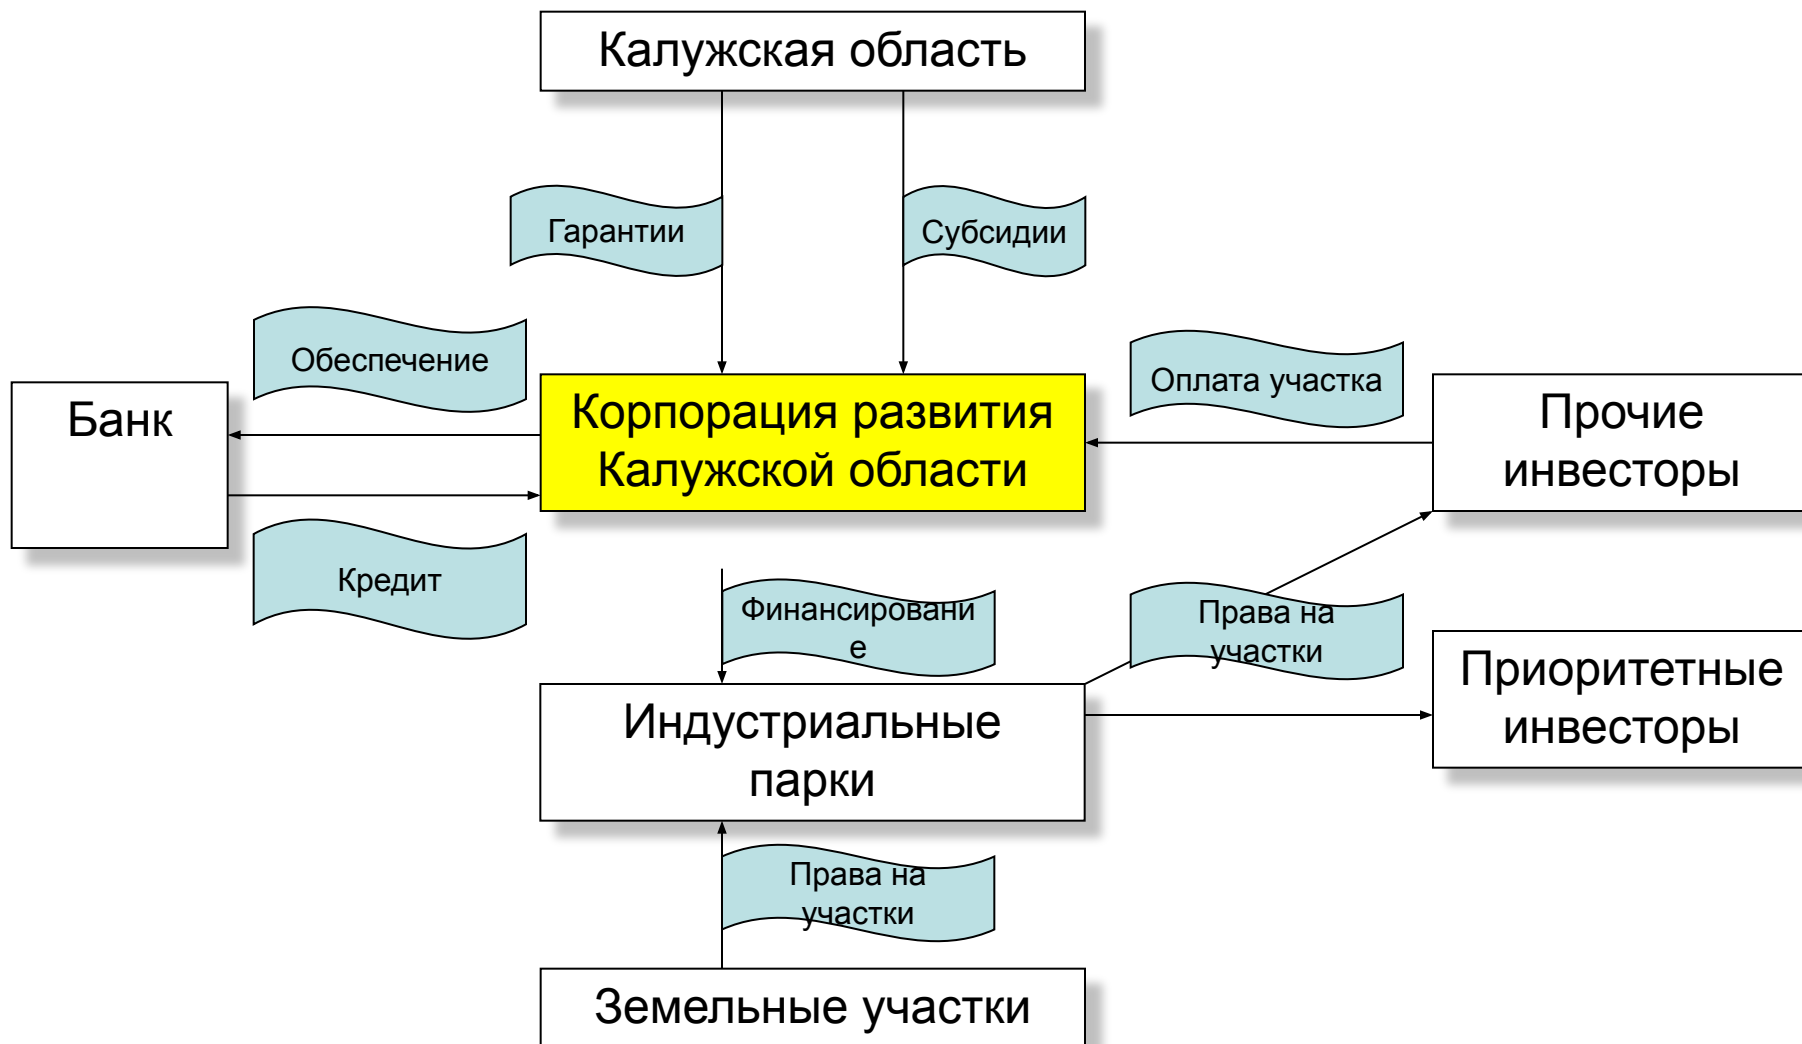 Калужская область
Гарантии
Субсидии
Обеспечение
Оплата участка
Банк
Корпорация развития
Калужской области
Прочие
инвесторы
Кредит
Финансировани
е
Права на
участки
Приоритетные
инвесторы
Индустриальные
парки
Права на
участки
Земельные участки